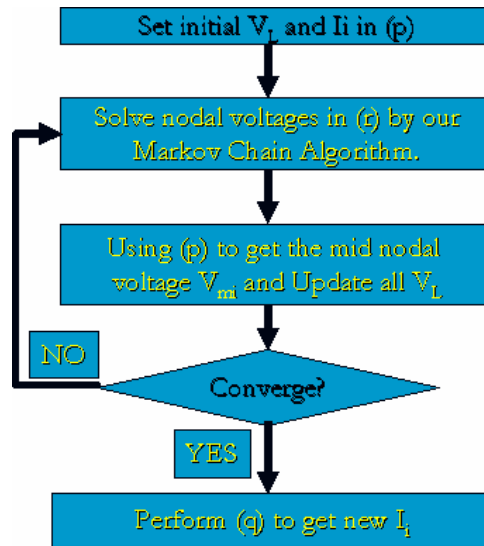 Set initial V_L and Ii in (p)
Solve nodal voltages in (r) by our
Markov Chain Algorithm.
Using (p) to get the mid nodal
voltage V_mi and Update all V_L
NO
Converge?
YES
Perform (q) to get new I_i